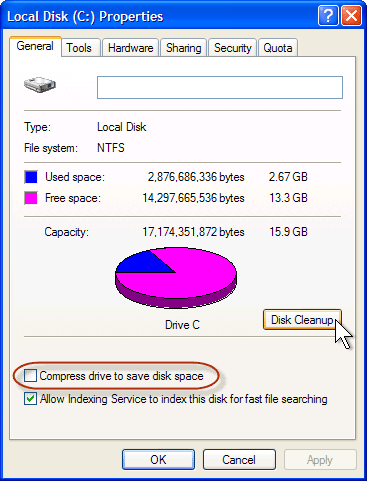 Local Disk (C:) Properties
General Tools Hardware Sharing Security Quota
Type: Local Disk
File system: NTFS
Used space: 2,876,686,336 bytes 2.67 GB
Free space: 14,297,665,536 bytes 13.3 GB
Capacity: 17,174,351,872 bytes 15.9 GB
Drive C
Disk Cleanup
Compress drive to save disk space
Allow Indexing Service to index this disk for fast file searching
OK Cancel Apply